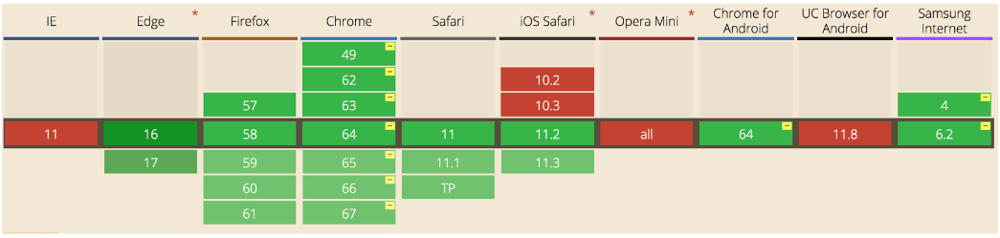 IE Edge * Firefox Chrome Safari iOS Safari * Opera Mini * Chrome for Android UC Browser for Android Samsung Internet
49
62 10.2
57 63 10.3 4
11 16 58 64 11 11.2 all 64 11.8 6.2
17 59 65 11.1 11.3
60 66 TP
61 67